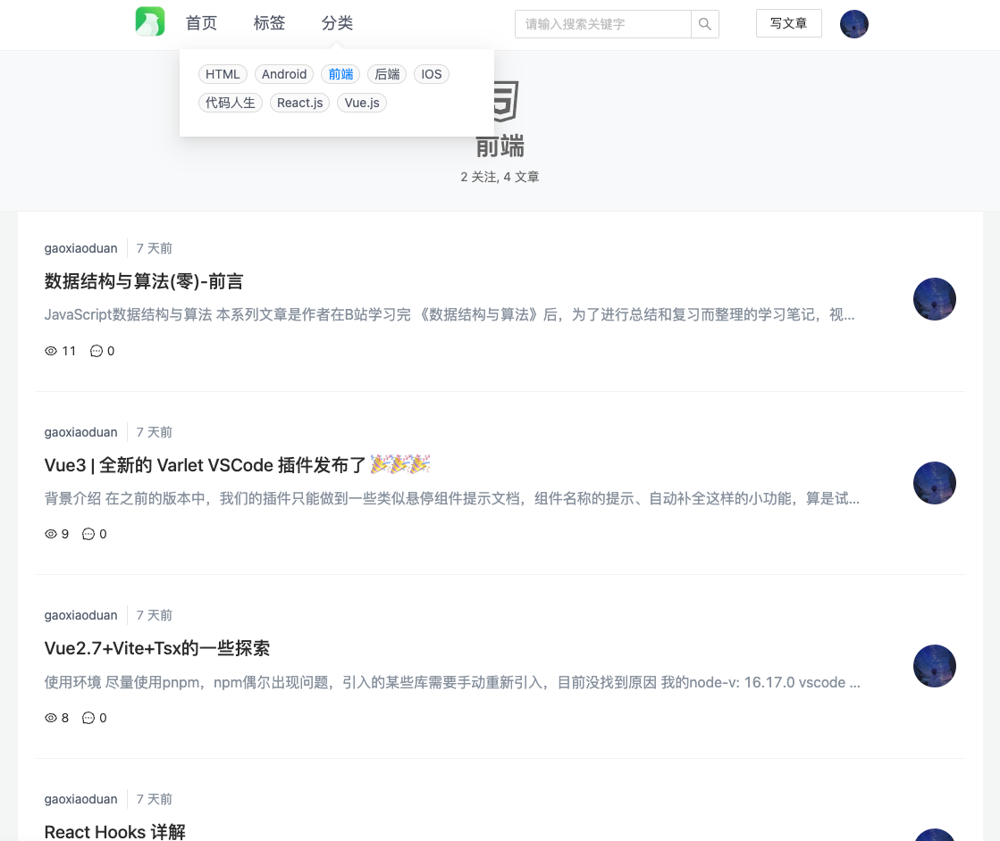 首页 标签 分类 请输入搜索关键字 写文章
HTML Android 前端 后端 IOS
代码人生 React.js Vue.js
前端
2 关注, 4 文章
gaoxiaoduan 7 天前
数据结构与算法(零)-前言
JavaScript数据结构与算法 本系列文章是作者在B站学习完 《数据结构与算法》后，为了进行总结和复习而整理的学习笔记，视...
11 0
gaoxiaoduan 7 天前
Vue3 | 全新的 Varlet VSCode 插件发布了 🎉🎉🎉
背景介绍 在之前的版本中，我们的插件只能做到一些类似悬停组件提示文档，组件名称的提示、自动补全这样的小功能，算是试...
9 0
gaoxiaoduan 7 天前
Vue2.7+Vite+Tsx的一些探索
使用环境 尽量使用pnpm，npm偶尔出现问题，引入的某些库需要手动重新引入，目前没找到原因 我的node-v: 16.17.0 vscode ...
8 0
gaoxiaoduan 7 天前
React Hooks 详解